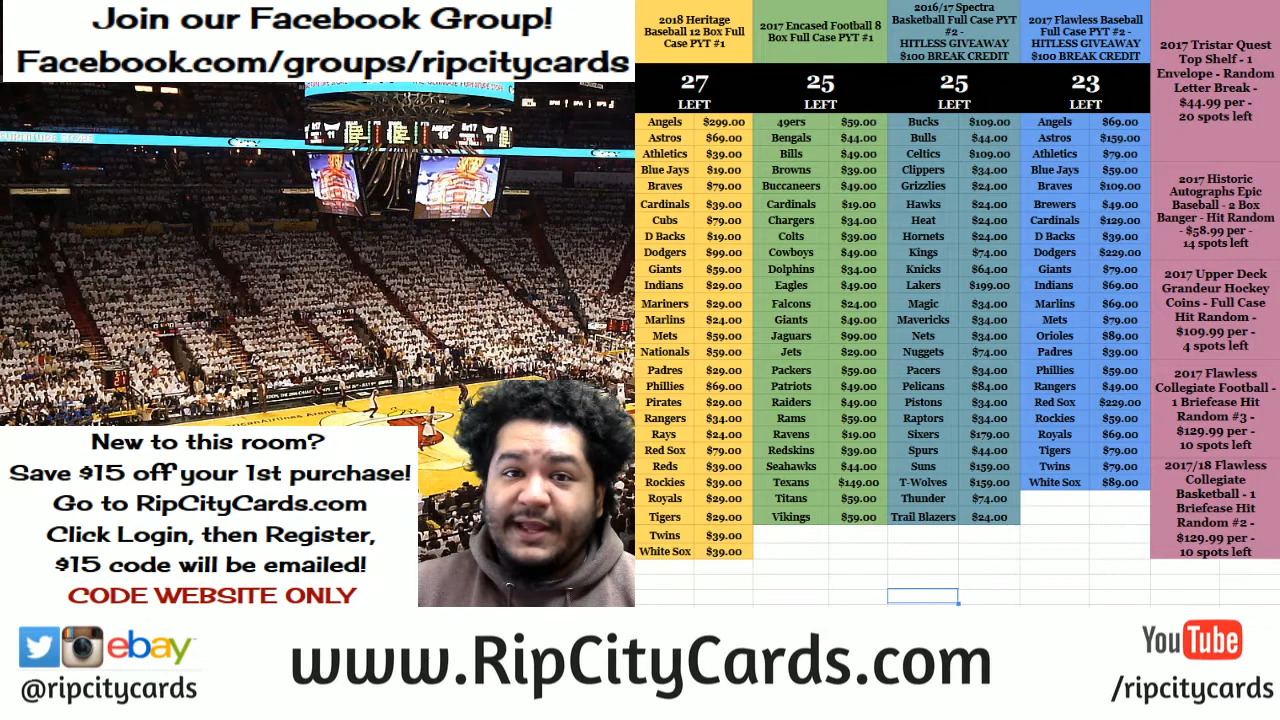 Join our Facebook Group!
Facebook.com/groups/ripcitycards
New to this room?
Save $15 off your 1st purchase!
Go to RipCityCards.com
Click Login, then Register,
$15 code will be emailed!
CODE WEBSITE ONLY
2018 Heritage
Baseball 12 Box Full
Case PYT #1
27
LEFT
Angels $299.00
Astros $69.00
Athletics $39.00
Blue Jays $19.00
Braves $79.00
Cardinals $39.00
Cubs $79.00
D Backs $19.00
Dodgers $99.00
Giants $59.00
Indians $29.00
Mariners $29.00
Marlins $24.00
Mets $59.00
Nationals $59.00
Padres $29.00
Phillies $69.00
Pirates $29.00
Rangers $34.00
Rays $24.00
Red Sox $79.00
Reds $39.00
Rockies $39.00
Royals $29.00
Tigers $29.00
Twins $39.00
White Sox $39.00
2017 Encased Football 8
Box Full Case PYT #1
25
LEFT
49ers $59.00
Bengals $44.00
Bills $49.00
Browns $39.00
Buccaneers $49.00
Cardinals $19.00
Chargers $34.00
Colts $39.00
Cowboys $49.00
Dolphins $34.00
Eagles $49.00
Falcons $24.00
Giants $49.00
Jaguars $99.00
Jets $29.00
Packers $59.00
Patriots $49.00
Raiders $49.00
Rams $59.00
Ravens $19.00
Redskins $39.00
Seahawks $44.00
Texans $149.00
Titans $59.00
Vikings $59.00
2016/17 Spectra
Basketball Full Case PYT
#2 -
HITLESS GIVEAWAY
$100 BREAK CREDIT
25
LEFT
Bucks $109.00
Bulls $44.00
Celtics $109.00
Clippers $34.00
Grizzlies $24.00
Hawks $24.00
Heat $24.00
Hornets $24.00
Kings $74.00
Knicks $64.00
Lakers $199.00
Magic $34.00
Mavericks $34.00
Nets $34.00
Nuggets $74.00
Pacers $34.00
Pelicans $84.00
Pistons $34.00
Raptors $34.00
Sixers $179.00
Spurs $44.00
Suns $159.00
T-Wolves $159.00
Thunder $74.00
Trail Blazers $24.00
2017 Flawless Baseball
Full Case PYT #2 -
HITLESS GIVEAWAY
$100 BREAK CREDIT
23
LEFT
Angels $69.00
Astros $159.00
Athletics $79.00
Blue Jays $59.00
Braves $109.00
Brewers $49.00
Cardinals $129.00
D Backs $39.00
Dodgers $229.00
Giants $79.00
Indians $69.00
Marlins $69.00
Mets $79.00
Orioles $89.00
Padres $39.00
Phillies $59.00
Rangers $49.00
Red Sox $229.00
Rockies $59.00
Royals $69.00
Tigers $79.00
Twins $79.00
White Sox $89.00
2017 Tristar Quest
Top Shelf - 1
Envelope - Random
Letter Break -
$44.99 per -
20 spots left
2017 Historic
Autographs Epic
Baseball - 2 Box
Banger - Hit Random
- $58.99 per -
14 spots left
2017 Upper Deck
Grandeur Hockey
Coins - Full Case
Hit Random -
$109.99 per -
4 spots left
2017 Flawless
Collegiate Football -
1 Briefcase Hit
Random #3 -
$129.99 per -
10 spots left
2017/18 Flawless
Collegiate
Basketball - 1
Briefcase Hit
Random #2 -
$129.99 per -
10 spots left
ebay
@ripcitycards
www.RipCityCards.com
YouTube
/ripcitycards